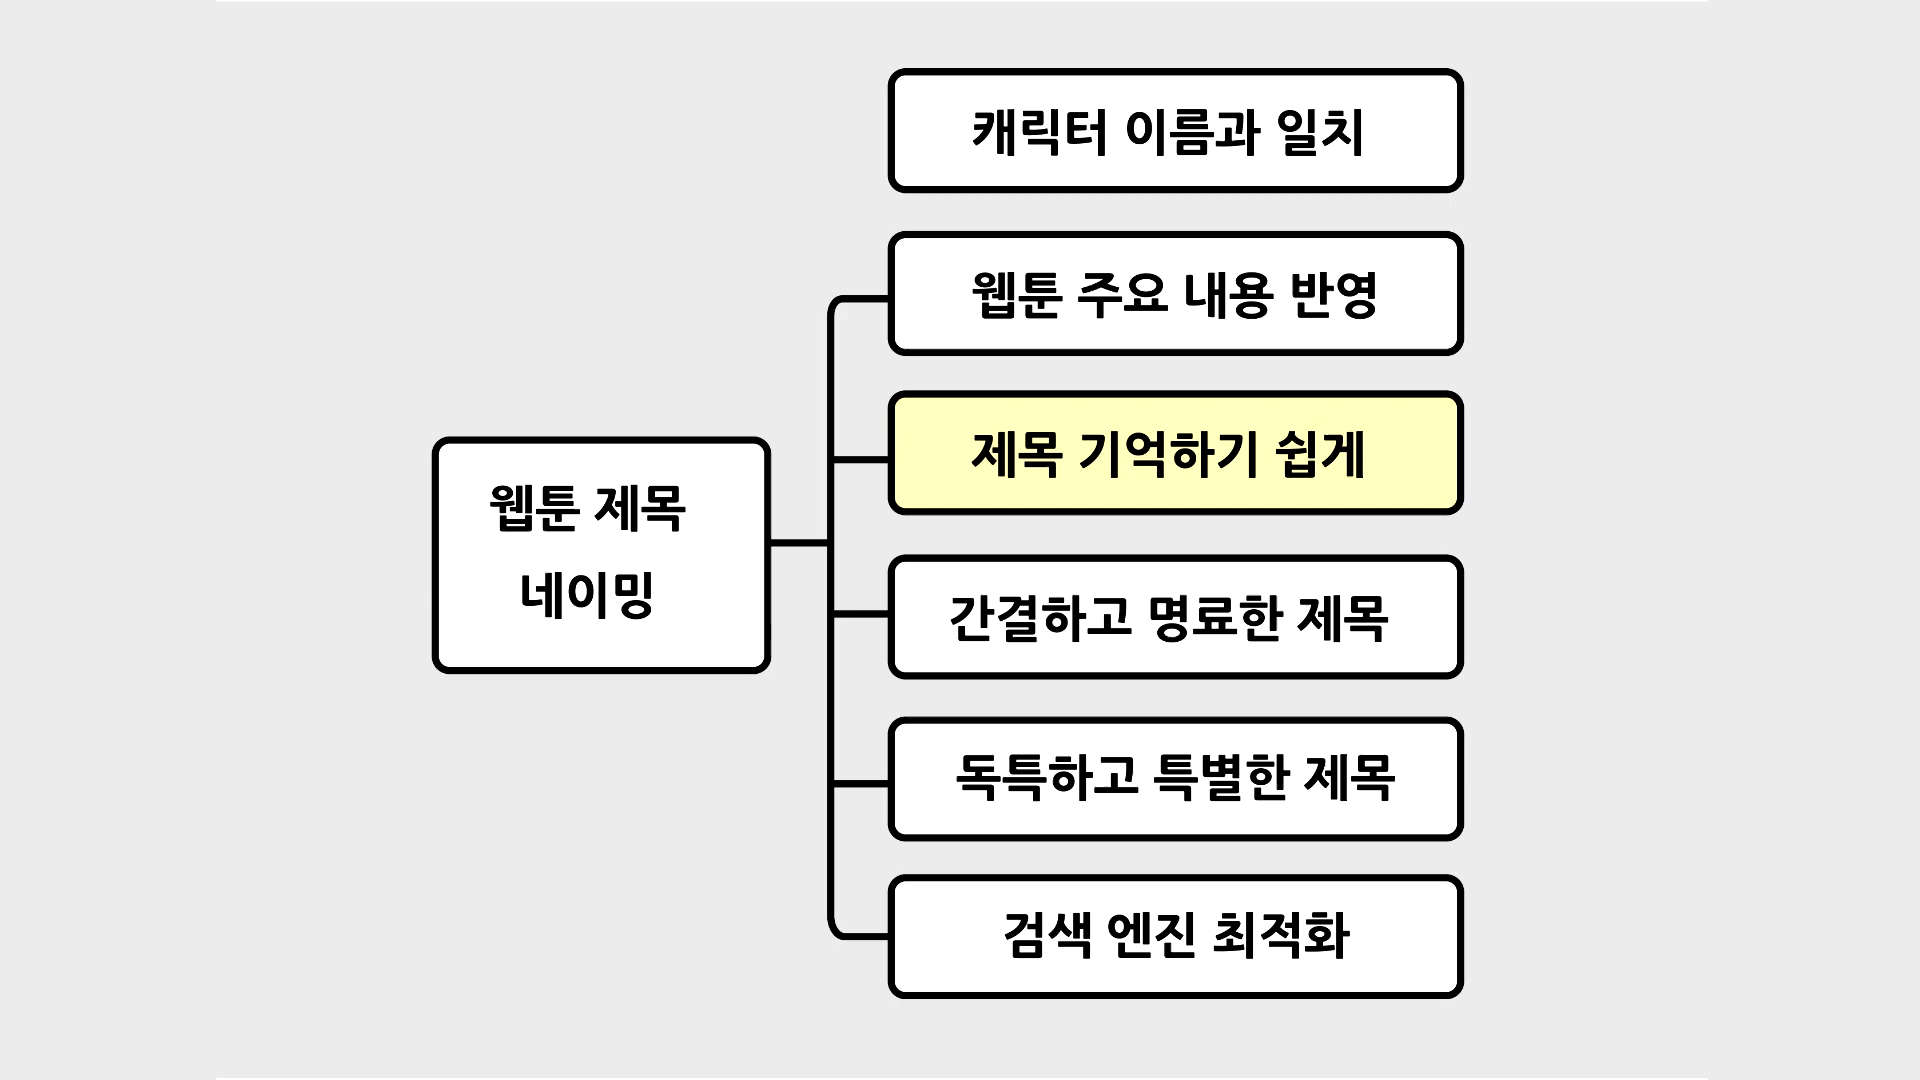 캐릭터 이름과 일치
웹툰 주요 내용 반영
제목 기억하기 쉽게
웹툰 제목
네이밍
간결하고 명료한 제목
독특하고 특별한 제목
검색 엔진 최적화